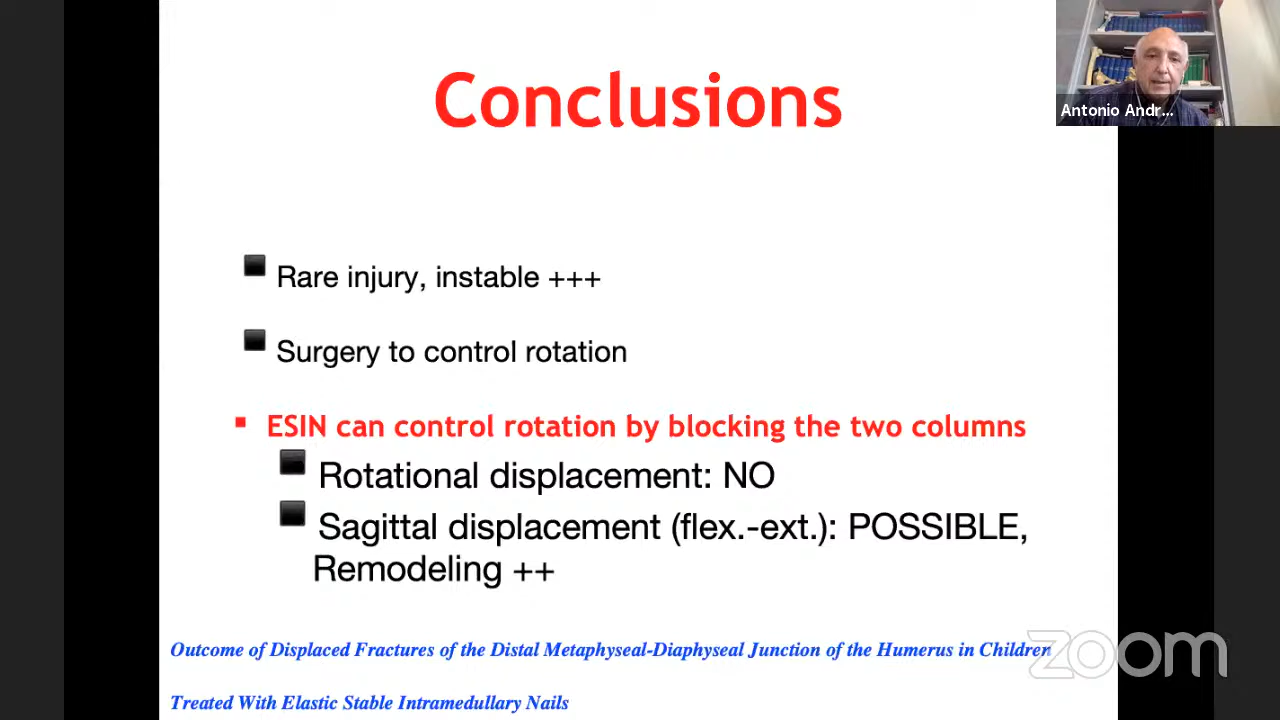 Conclusions
Antonio Andr...
Rare injury, instable +++
Surgery to control rotation
ESIN can control rotation by blocking the two columns
Rotational displacement: NO
Sagittal displacement (flex.-ext.): POSSIBLE,
Remodeling ++
Outcome of Displaced Fractures of the Distal Metaphyseal-Diaphyseal Junction of the Humerus in Children
zoom
Treated With Elastic Stable Intramedullary Nails